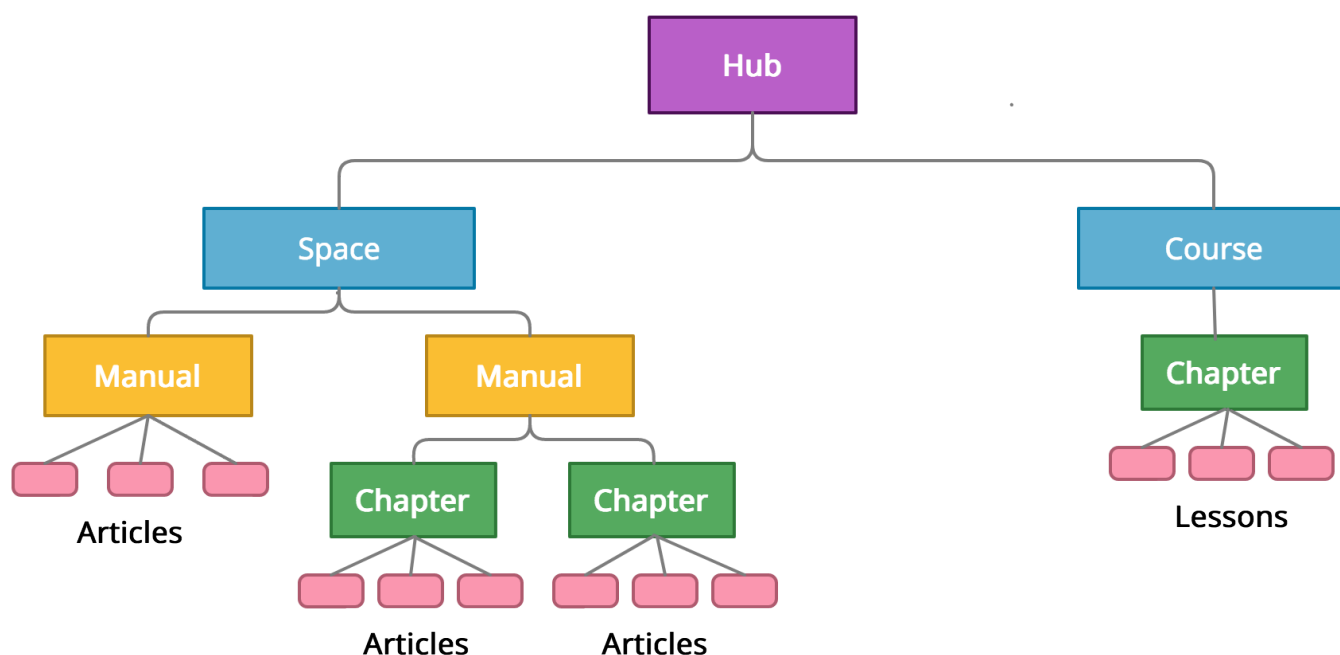 Hub
Space
Course
Manual
Manual
Chapter
Chapter
Chapter
Articles
Lessons
Articles
Articles